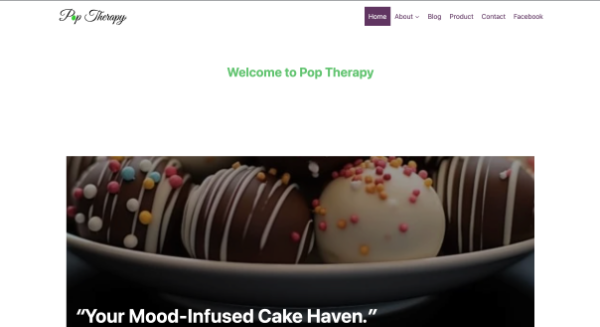 Pop Therapy
Home About Blog Product Contact Facebook
Welcome to Pop Therapy
“Your Mood-Infused Cake Haven.”